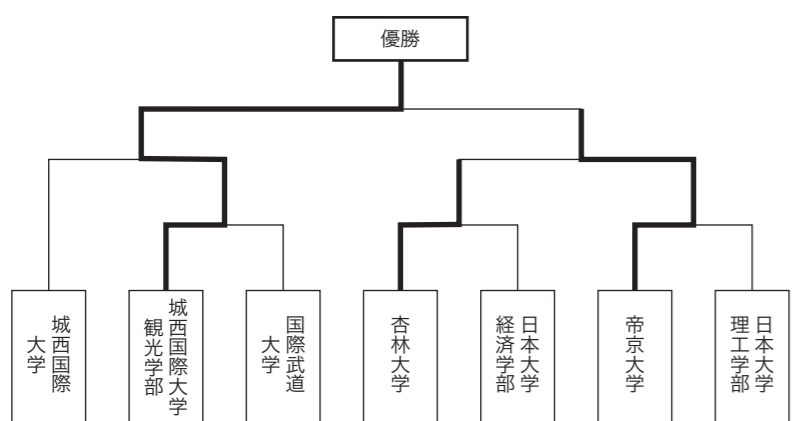 優勝
城西国際
大学
城西国際大学
観光学部
国際武道
大学
杏林大学
日本大学
経済学部
帝京大学
日本大学
理工学部